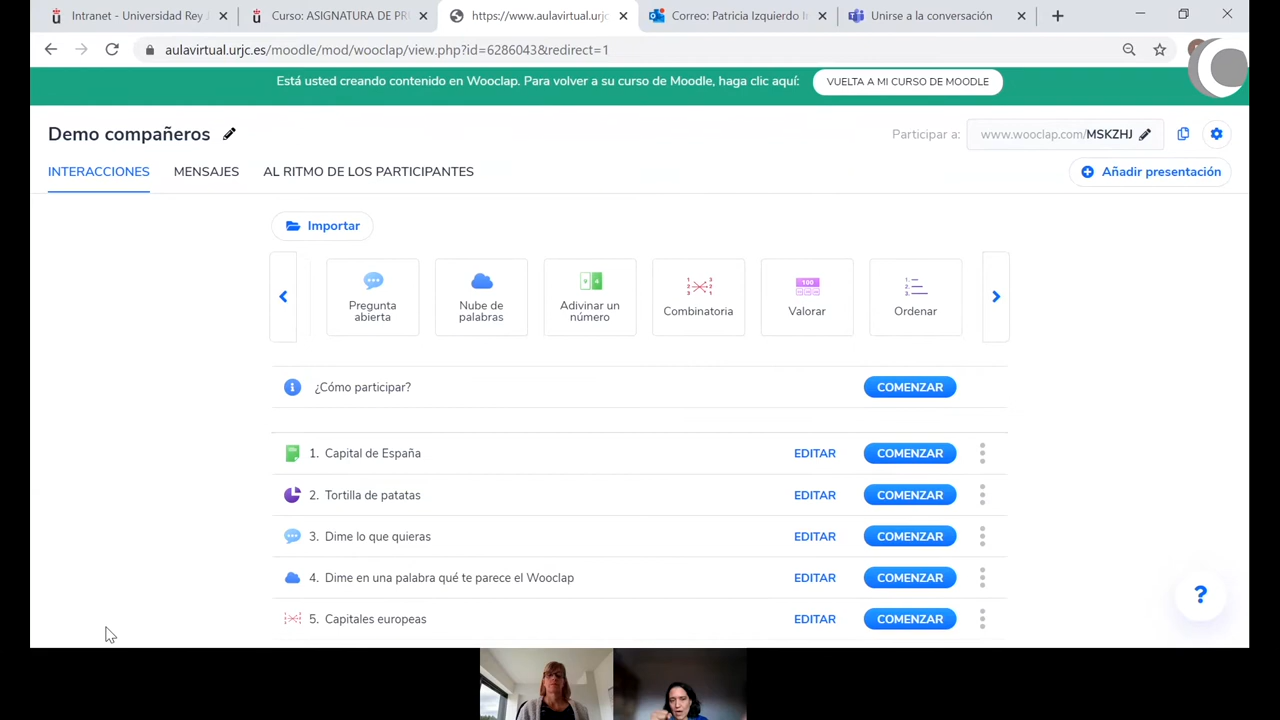 Intranet - Universidad Rey J
Curso: ASIGNATURA DE PR
https://www.aulavirtual.urjc
Correo: Patricia Izquierdo I
Unirse a la conversación
aulavirtual.urjc.es/moodle/mod/wooclap/view.php?id=6286043&redirect=1
Está usted creando contenido en Wooclap. Para volver a su curso de Moodle, haga clic aquí:
VUELTA A MI CURSO DE MOODLE
Demo compañeros
Participar a:
www.wooclap.com/MSKZHJ
INTERACCIONES
MENSAJES
AL RITMO DE LOS PARTICIPANTES
Añadir presentación
Importar
Pregunta
abierta
Nube de
palabras
Adivinar un
número
Combinatoria
100
Valorar
Ordenar
¿Cómo participar?
COMENZAR
1. Capital de España
EDITAR
COMENZAR
2. Tortilla de patatas
EDITAR
COMENZAR
3. Dime lo que quieras
EDITAR
COMENZAR
4. Dime en una palabra qué te parece el Wooclap
EDITAR
COMENZAR
5. Capitales europeas
EDITAR
COMENZAR
?